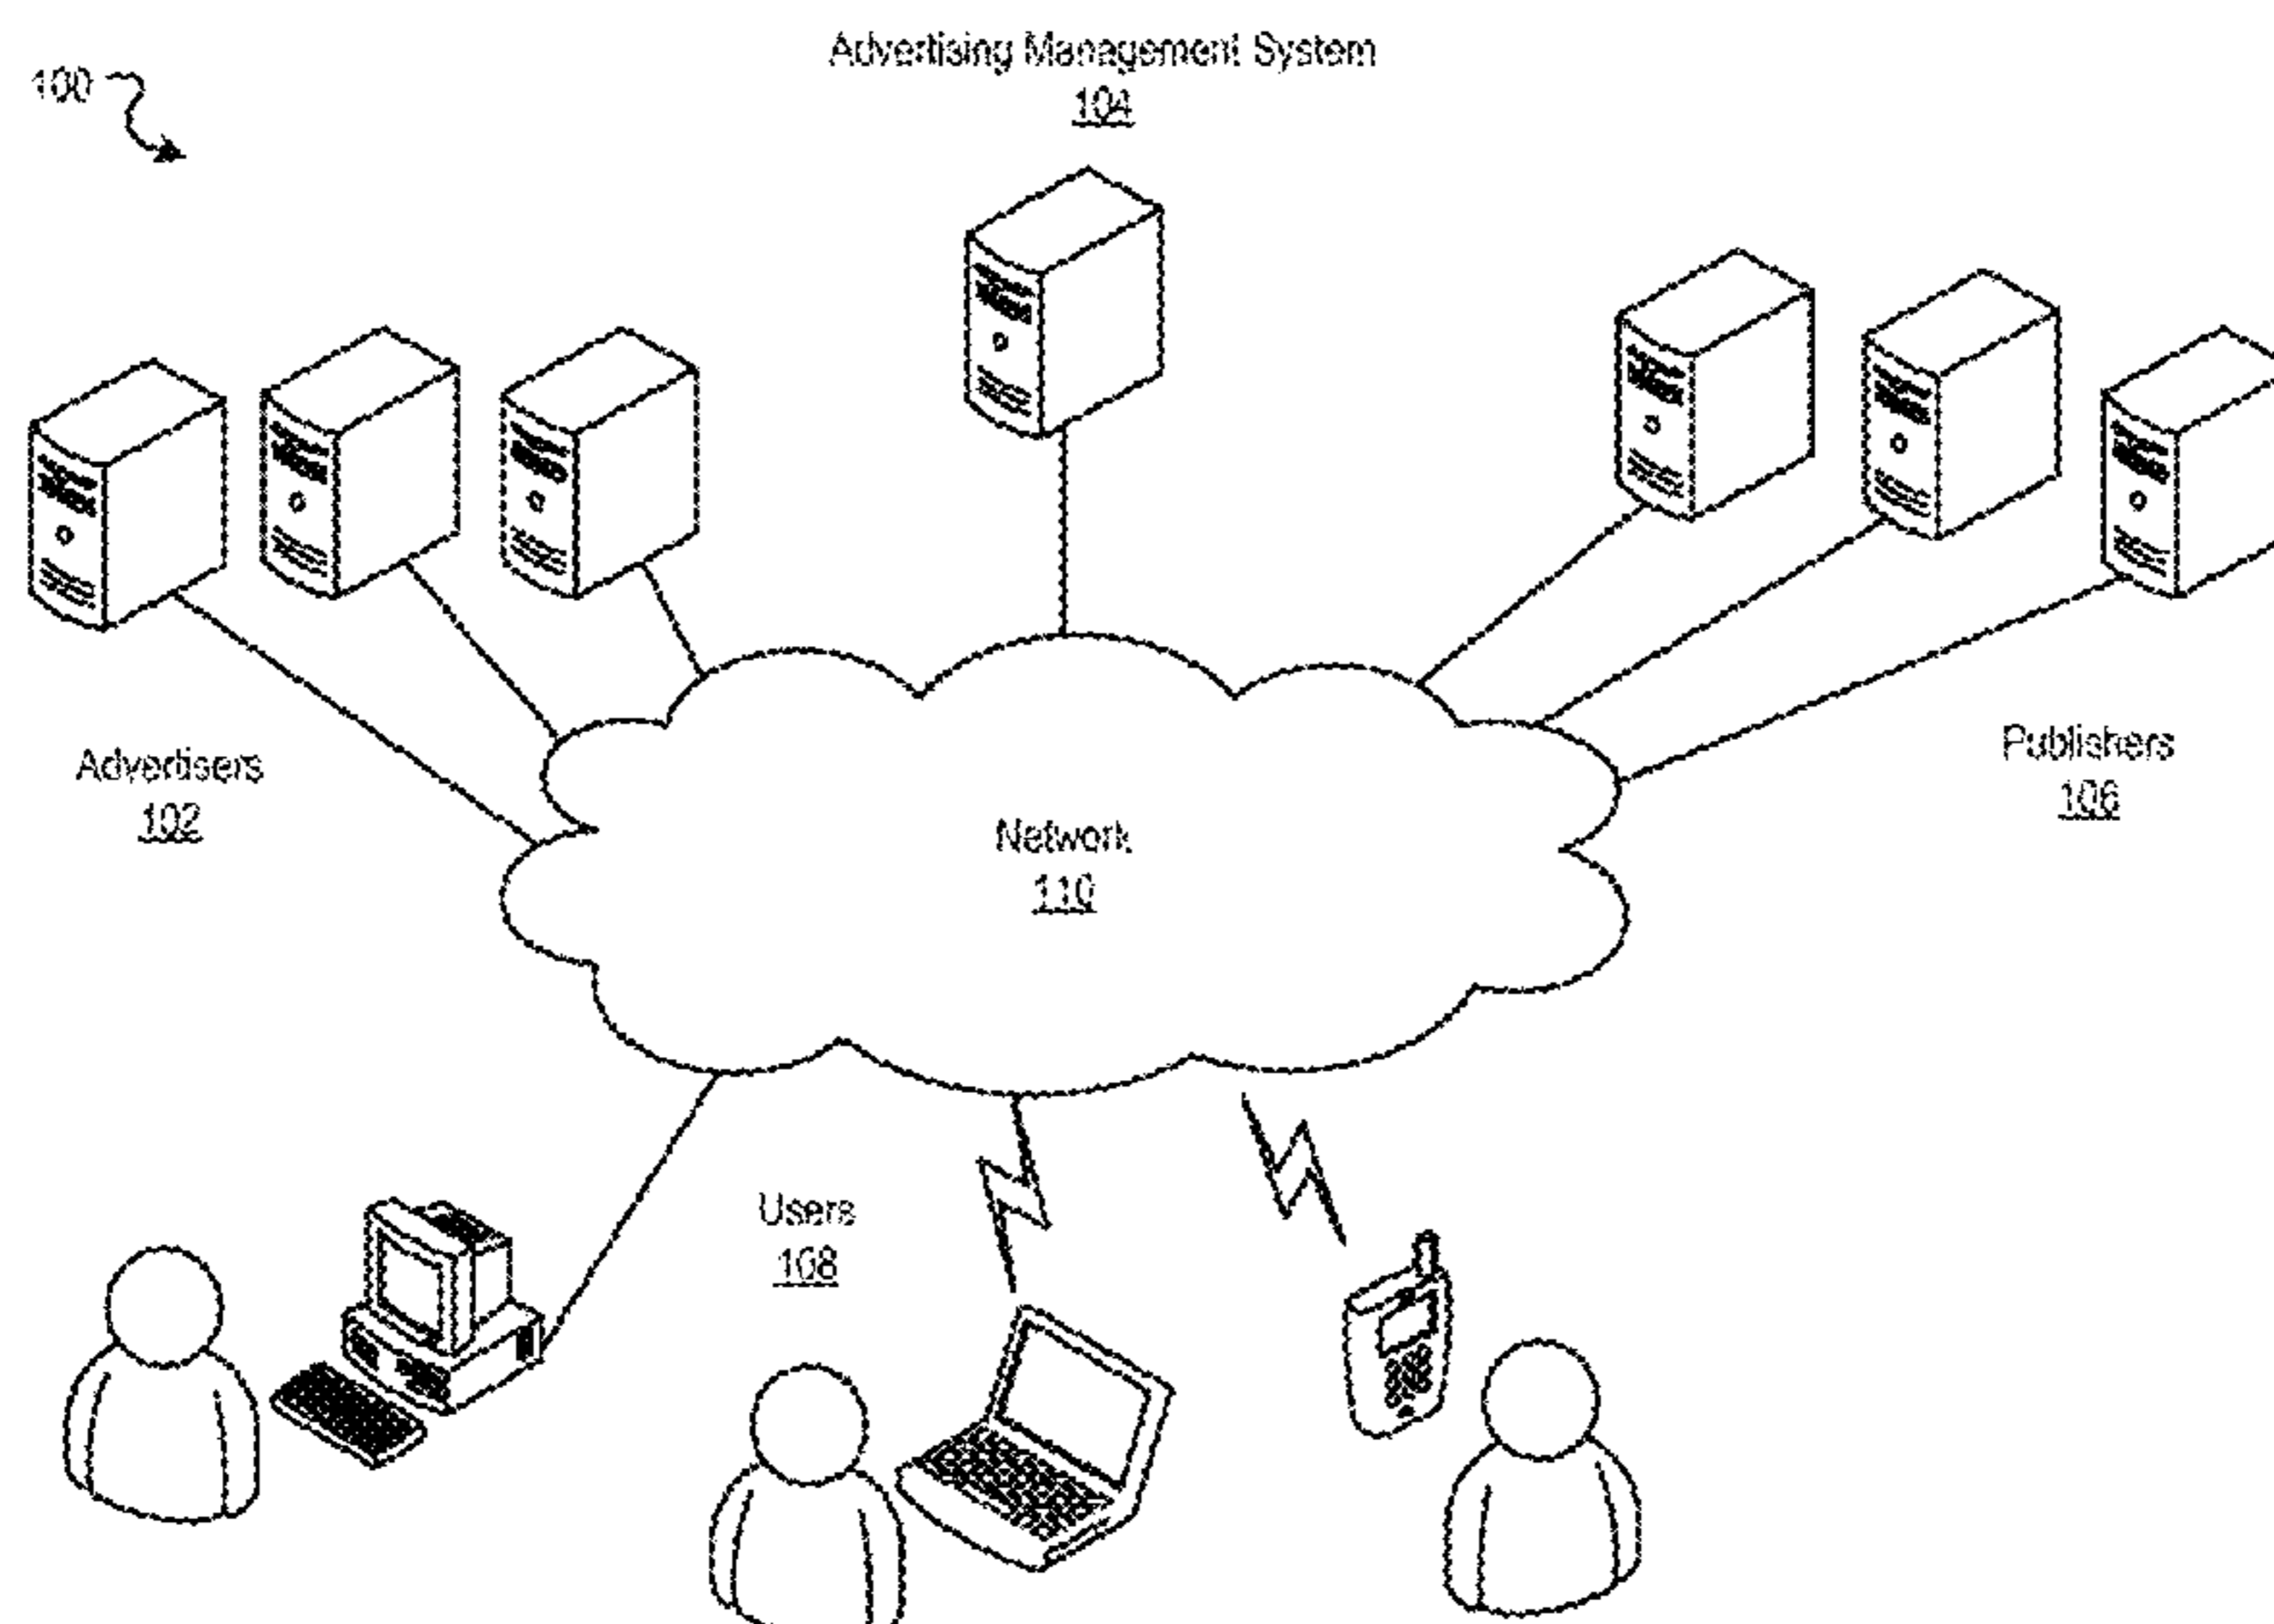 Advertising Management System
104
100
Advertisers
102
Publishers
106
Network
110
Users
108